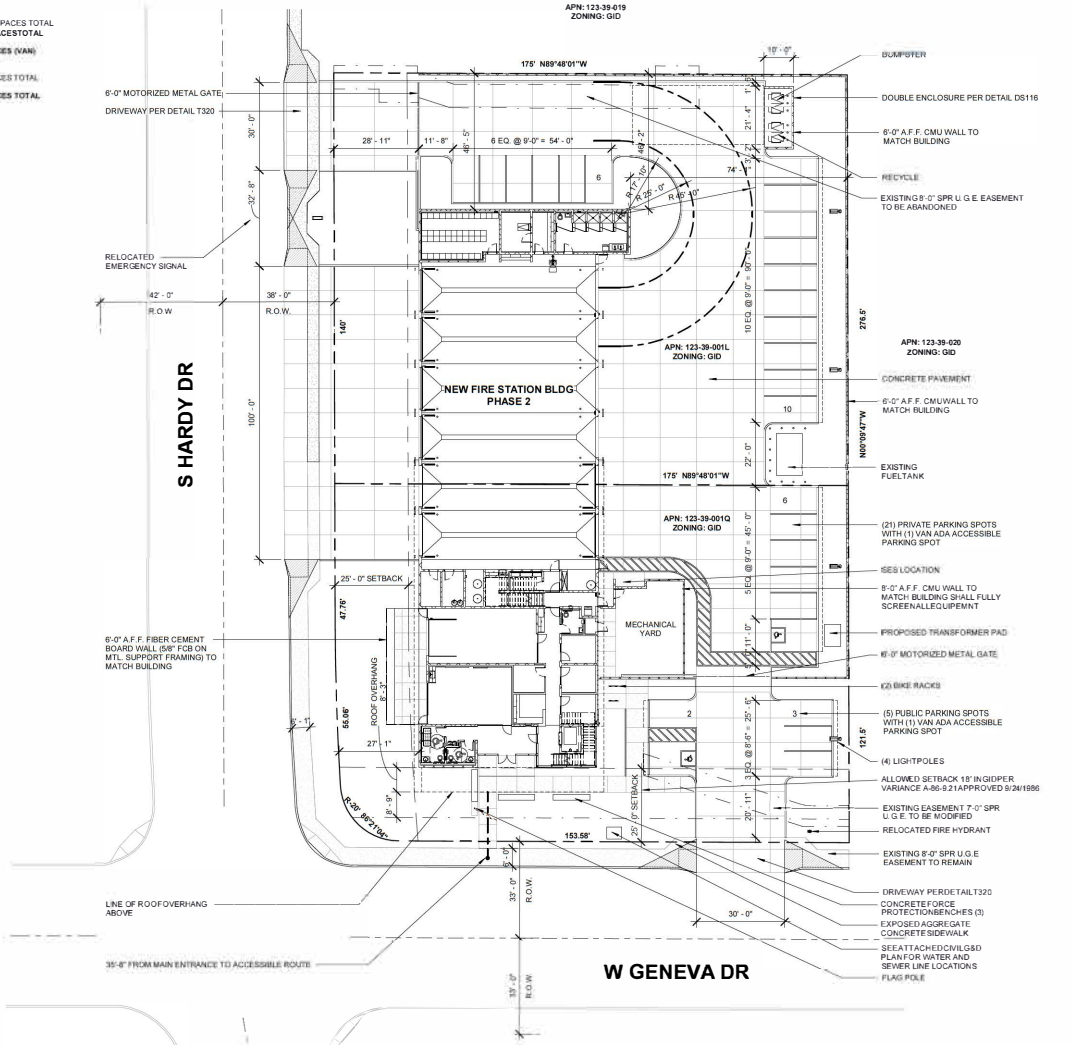 APN: 123-39-019
ZONING: GID
PACES TOTAL
ACESTOTAL
CES (VAN)
CES TOTAL
CES TOTAL
175' N89°48'01"W
10' - 0"
DUMPSTER
6'-0" MOTORIZED METAL GATE
DRIVEWAY PER DETAIL T320
DOUBLE ENCLOSURE PER DETAIL DS116
6'-0" A.F.F. CMU WALL TO
MATCH BUILDING
RECYCLE
EXISTING 8'-0" SPR U.G.E EASEMENT
TO BE ABANDONED
30' - 0"
32' - 8"
28' - 11"
11' - 8"
6 EQ. @ 9'-0" = 54' - 0"
46' - 5"
46' - 2"
21' - 4"
74' -
6
R 17' - 10"
R 25' - 0"
R 45' - 0"
RELOCATED
EMERGENCY SIGNAL
42' - 0"
R.O.W
38' - 0"
R.O.W.
140'
100' - 0"
S HARDY DR
10 EQ. @ 9'-0" = 90' - 0"
276.5'
APN: 123-39-001L
ZONING: GID
APN: 123-39-020
ZONING: GID
NEW FIRE STATION BLDG
PHASE 2
CONCRETE PAVEMENT
6'-0" A.F.F. CMUWALL TO
MATCH BUILDING
10
N00°09'47"W
22' - 0"
EXISTING
FUELTANK
175' N89°48'01"W
6
APN: 123-39-001Q
ZONING: GID
(21) PRIVATE PARKING SPOTS
WITH (1) VAN ADA ACCESSIBLE
PARKING SPOT
5 EQ. @ 9'-0" = 45' - 0"
25' - 0" SETBACK
SES LOCATION
8'-0" A.F.F. CMU WALL TO
MATCH BUILDING SHALL FULLY
SCREENALLEQUIPEMNT
47.76'
MECHANICAL
YARD
11' - 0"
PROPOSED TRANSFORMER PAD
6'-0" A.F.F. FIBER CEMENT
BOARD WALL (5/8" FCB ON
MTL. SUPPORT FRAMING) TO
MATCH BUILDING
6'-0" MOTORIZED METAL GATE
ROOF OVERHANG
8' - 3"
(2) BIKE RACKS
55.06'
6' - 1"
27' - 1"
2
3
3 EQ. @ 8'-6" = 25' - 6"
(5) PUBLIC PARKING SPOTS
WITH (1) VAN ADA ACCESSIBLE
PARKING SPOT
121.5'
(4) LIGHTPOLES
ALLOWED SETBACK 18' INGIDPER
VARIANCE A-86-9.21APPROVED 9/24/1986
8' - 9"
25' - 0" SETBACK
20' - 11"
EXISTING EASEMENT 7'-0" SPR
U.G.E. TO BE MODIFIED
RELOCATED FIRE HYDRANT
R-20' 86°21'04"
153.58'
EXISTING 8'-0" SPR U.G.E
EASEMENT TO REMAIN
33' - 0"
R.O.W.
30' - 0"
LINE OF ROOFOVERHANG
ABOVE
DRIVEWAY PERDETAILT320
CONCRETEFORCE
PROTECTIONBENCHES (3)
EXPOSED AGGREGATE
CONCRETE SIDEWALK
SEEATTACHEDCIVILG&D
PLAN FOR WATER AND
SEWER LINE LOCATIONS
FLAG POLE
35'-8" FROM MAIN ENTRANCE TO ACCESSIBLE ROUTE
W GENEVA DR
33' - 0"
R.O.W.